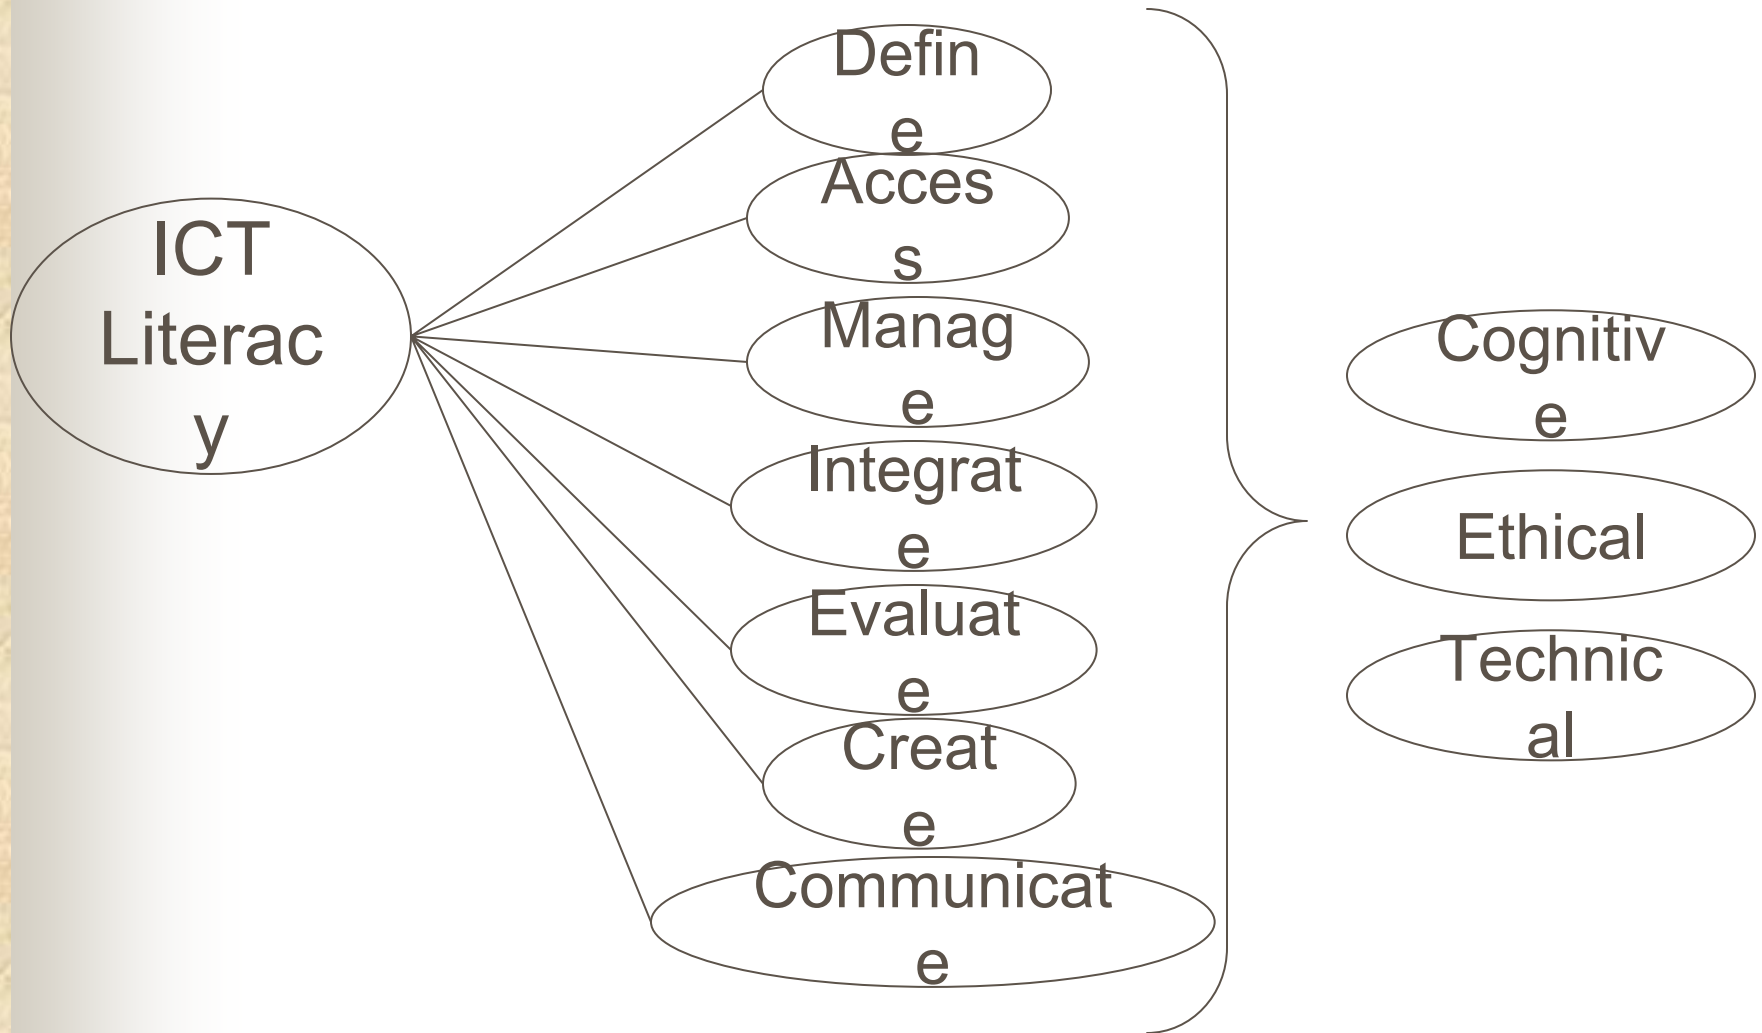 ICT
Literac
y
Defin
e
Acces
s
Manag
e
Integrat
e
Evaluat
e
Creat
e
Communicat
e
Cognitiv
e
Ethical
Technic
al